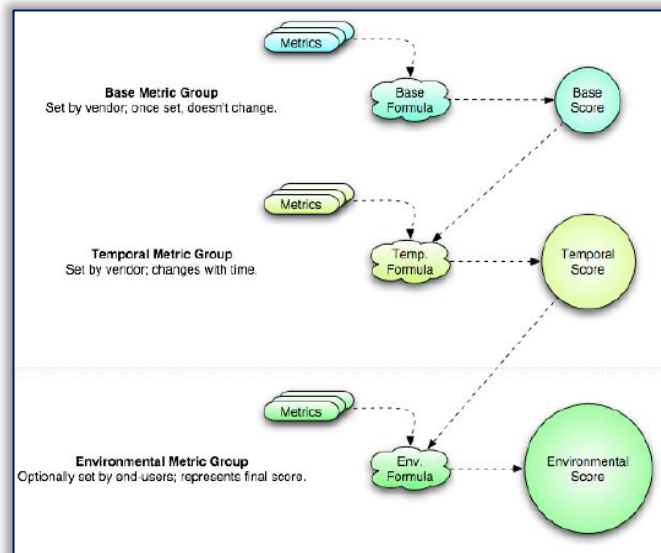 Metrics
Base Metric Group
Set by vendor; once set, doesn't change.
Base
Formula
Base
Score
Metrics
Temporal Metric Group
Set by vendor; changes with time.
Temp.
Formula
Temporal
Score
Metrics
Environmental Metric Group
Optionally set by end-users; represents final score.
Env.
Formula
Environmental
Score